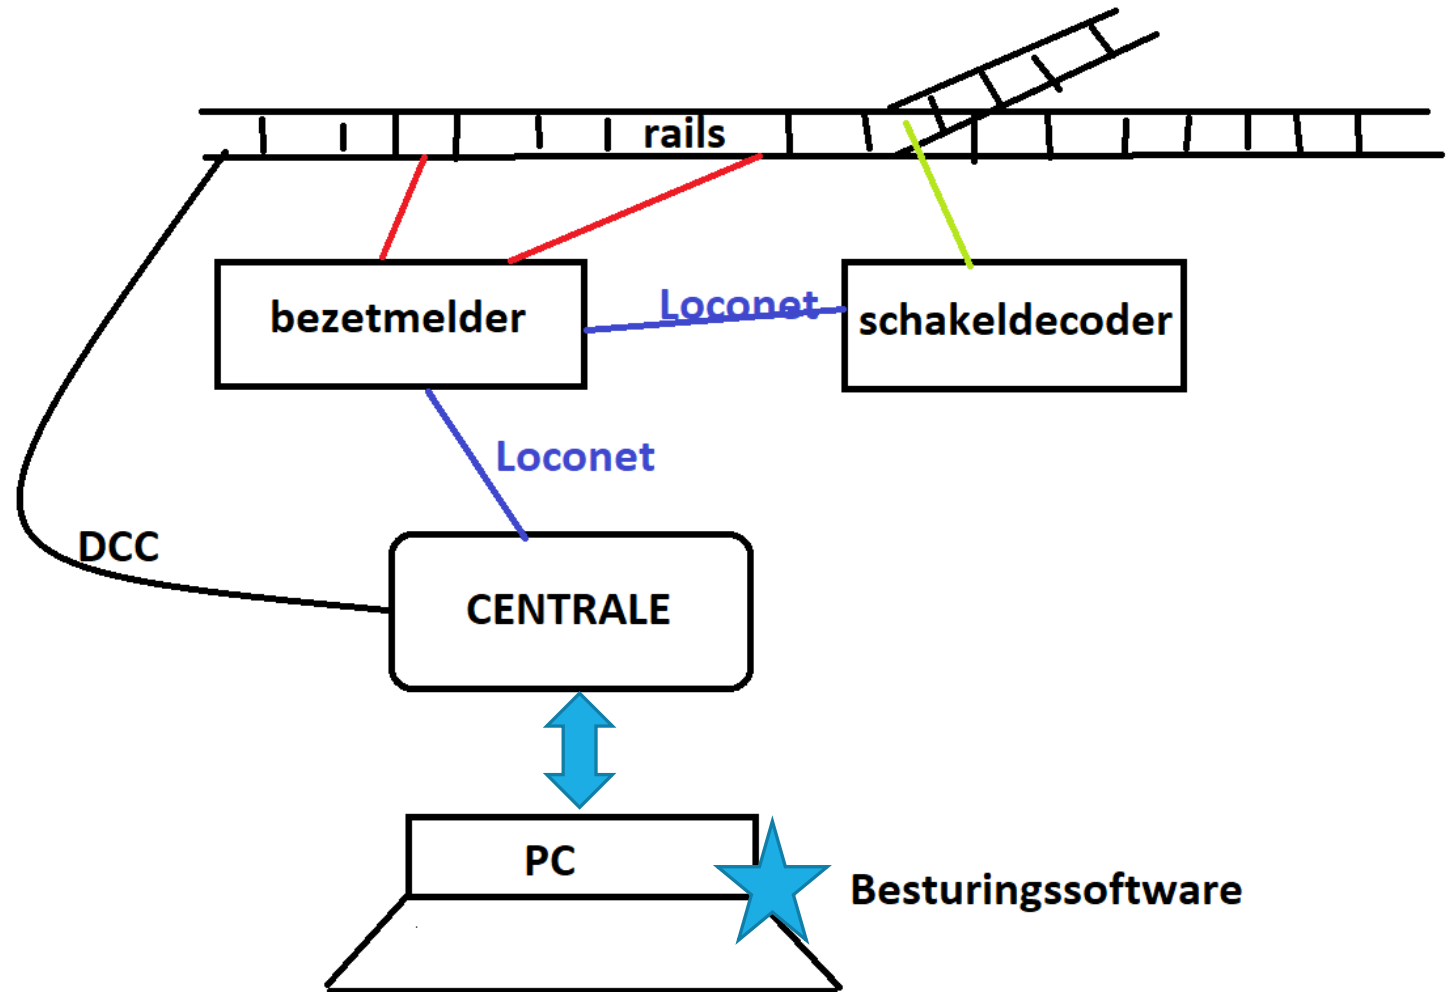 rails
bezetmelder
Loconet
schakeldecoder
Loconet
DCC
CENTRALE
PC
Besturingssoftware